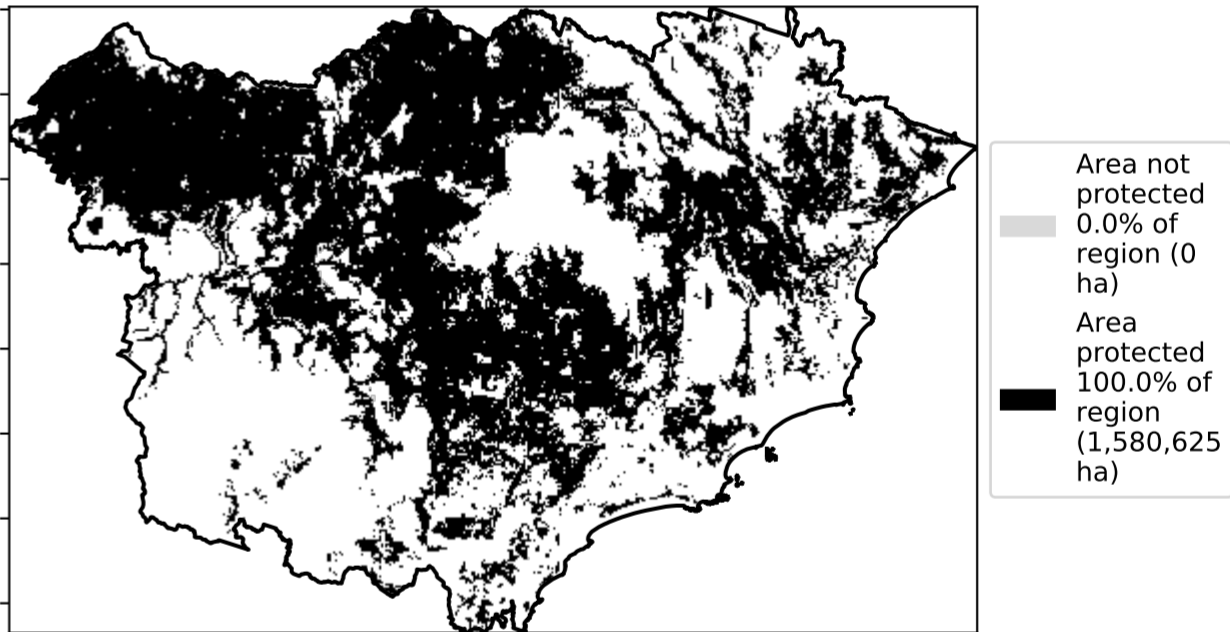 Area not
protected
0.0% of
region (0
ha)
Area
protected
100.0% of
region
(1,580,625
ha)